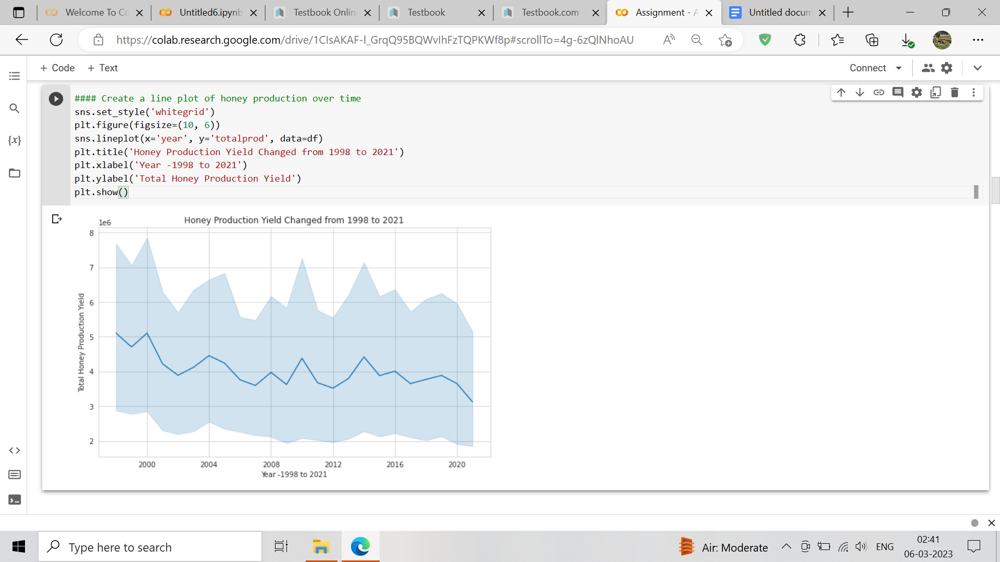 Welcome To Co
Untitled6.ipynb
Testbook Onlin
Testbook
Testbook.com -
Assignment - A
Untitled docum
https://colab.research.google.com/drive/1CIsAKAF-l_GrqQ95BQWvIhFzTQPKWf8p#scrollTo=4g-6zQlNhoAU
+ Code + Text
Connect
#### Create a line plot of honey production over time
sns.set_style('whitegrid')
plt.figure(figsize=(10, 6))
sns.lineplot(x='year', y='totalprod', data=df)
plt.title('Honey Production Yield Changed from 1998 to 2021')
plt.xlabel('Year -1998 to 2021')
plt.ylabel('Total Honey Production Yield')
plt.show()
Honey Production Yield Changed from 1998 to 2021
1e6
8
7
6
5
4
3
2
Total Honey Production Yield
2000 2004 2008 2012 2016 2020
Year -1998 to 2021
Type here to search
Air: Moderate
ENG
02:41
06-03-2023